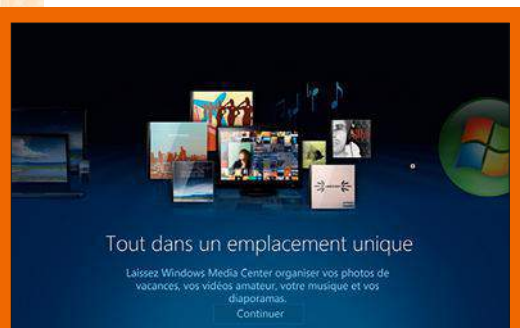 Tout dans un emplacement unique
Laissez Windows Media Center organiser vos photos de
vacances, vos vidéos amateur, votre musique et vos
diaporamas.
Continuer